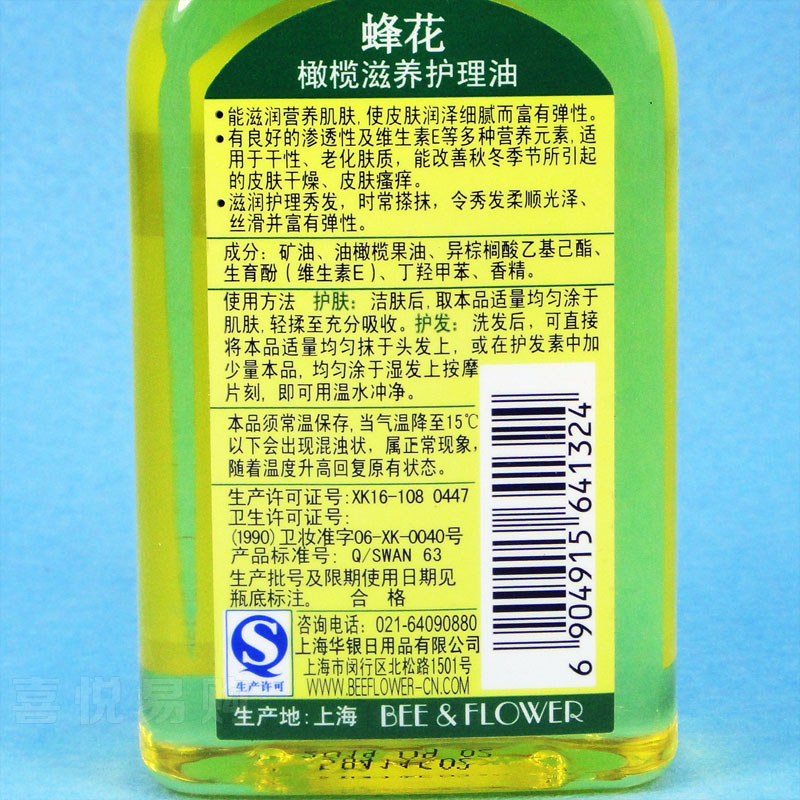 蜂花
橄榄滋养护理油
•能滋润营养肌肤,使皮肤润泽细腻而富有弹性。
•有良好的渗透性及维生素E等多种营养元素,适
用于干性、老化肤质，能改善秋冬季节所引起
的皮肤干燥、皮肤瘙痒。
•滋润护理秀发，时常搽抹，令秀发柔顺光泽、
丝滑并富有弹性。
成分：矿油、油橄榄果油、异棕榈酸乙基己酯、
生育酚（维生素E）、丁羟甲苯、香精。
使用方法 护肤：洁肤后,取本品适量均匀涂于
肌肤,轻揉至充分吸收。护发：洗发后，可直接
将本品适量均匀抹于头发上，或在护发素中加
少量本品，均匀涂于湿发上按摩
片刻，即可用温水冲净。
本品须常温保存,当气温降至15℃
以下会出现混浊状，属正常现象，
随着温度升高回复原有状态。
生产许可证号:XK16-108 0447
卫生许可证号:
(1990)卫妆准字06-XK-0040号
产品标准号: Q/SWAN 63
生产批号及限期使用日期见
瓶底标注。 合 格
生产许可
咨询电话：021-64090880
上海华银日用品有限公司
上海市闵行区北松路1501号
WWW.BEEFLOWER-CN.COM
生产地:上海 BEE & FLOWER
6 904915 641324
喜悦易购